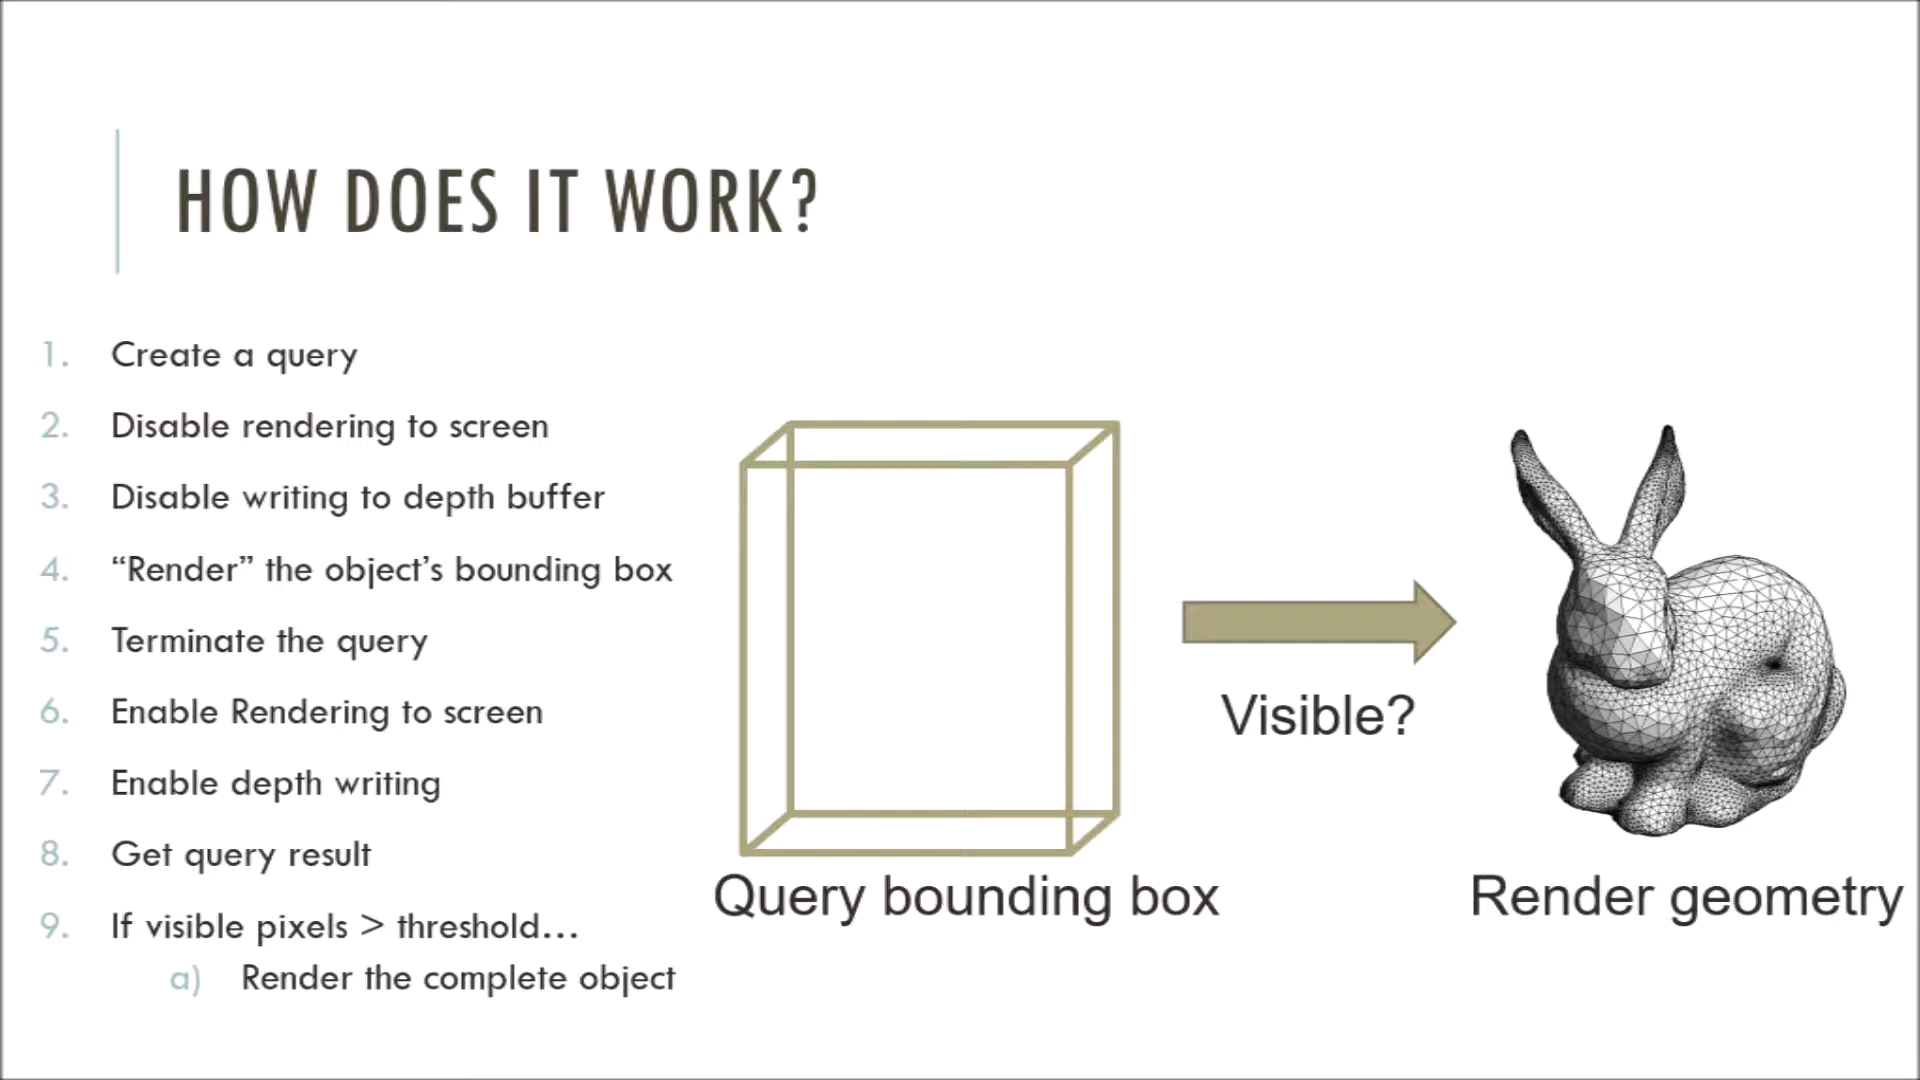 HOW DOES IT WORK?
1. Create a query
2. Disable rendering to screen
3. Disable writing to depth buffer
4. “Render” the object’s bounding box
5. Terminate the query
6. Enable Rendering to screen
7. Enable depth writing
8. Get query result
9. If visible pixels > threshold…
a) Render the complete object
Visible?
Query bounding box
Render geometry